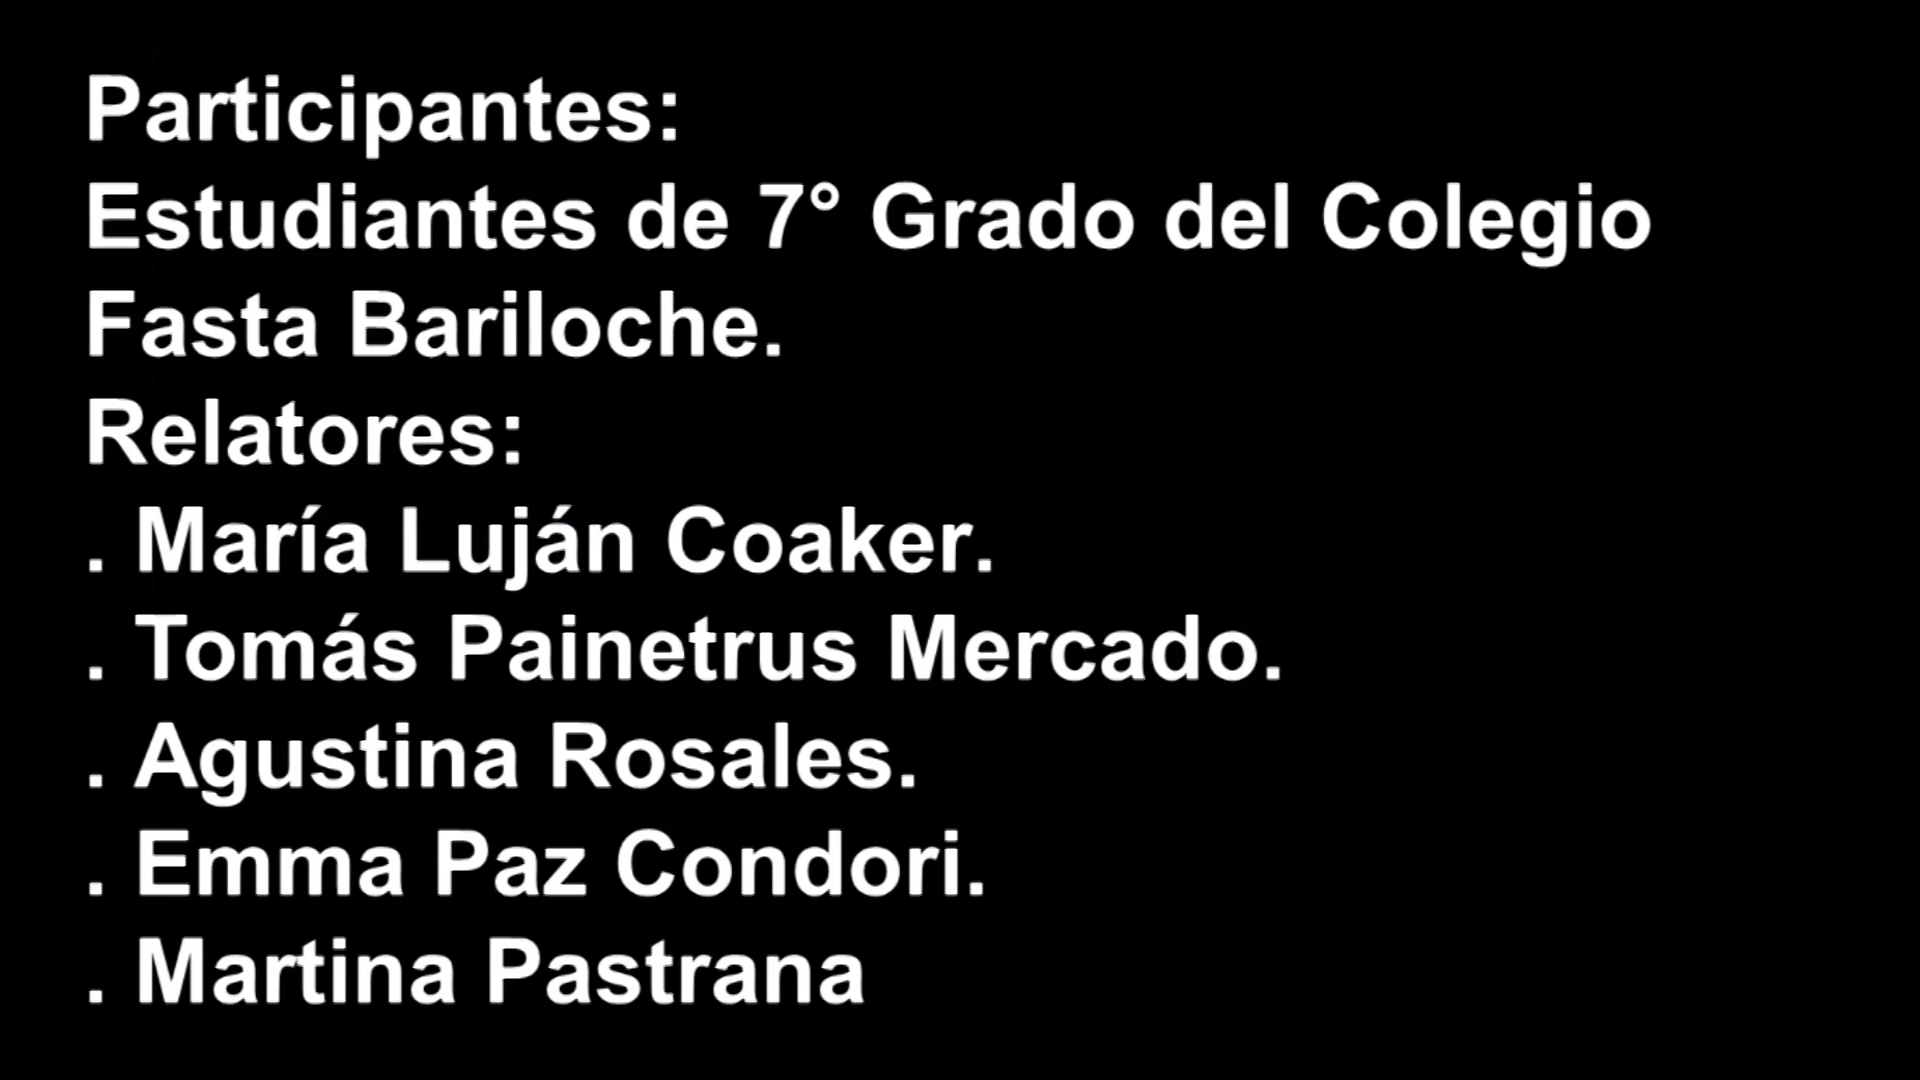 Participantes:
Estudiantes de 7° Grado del Colegio
Fasta Bariloche.
Relatores:
. María Luján Coaker.
. Tomás Painetrus Mercado.
. Agustina Rosales.
. Emma Paz Condori.
. Martina Pastrana